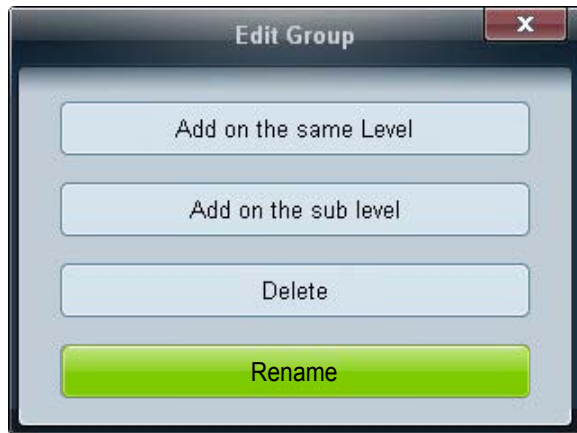 Edit Group
x
Add on the same Level
Add on the sub level
Delete
Rename